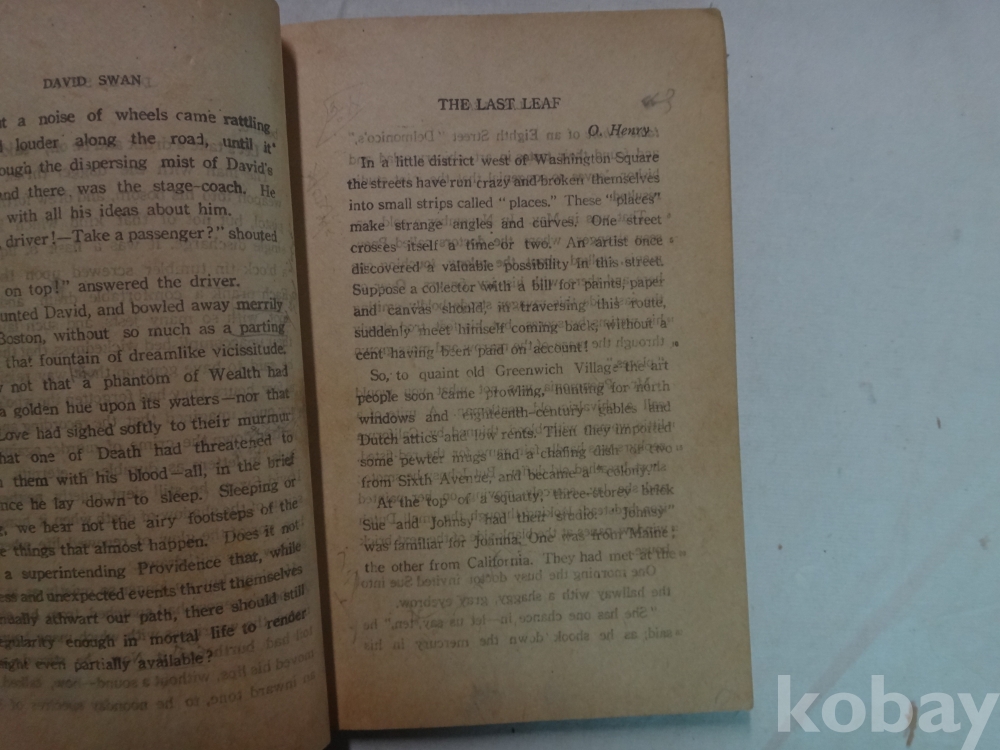 DAVID SWAN
a noise of wheels came rattling
louder along the road, until it
the dispersing mist of David's
and there was the stage-coach. He
with all his ideas about him.
driver!—Take a passenger?" shouted
on top!" answered the driver.
David, and bowled away merrily
Boston, without so much as a parting
that fountain of dreamlike vicissitude.
not that a phantom of Wealth had
a golden hue upon its waters—nor that
Love had sighed softly to their murmur
that one of Death had threatened to
them with his blood—all, in the brief
he lay down to sleep. Sleeping or
we hear not the airy footsteps of the
things that almost happen. Does it not
a superintending Providence that, while
and unexpected events thrust themselves
athwart our path, there should still
regularity enough in mortal life to render
even partially available?
THE LAST LEAF
O. Henry
In a little district west of Washington Square
the streets have run crazy and broken themselves
into small strips called "places." These "places"
make strange angles and curves. One street
crosses itself a time or two. An artist once
discovered a valuable possibility in this street.
Suppose a collector with a bill for paints, paper
and canvas should, in traversing this route,
suddenly meet himself coming back, without a
cent having been paid on account!
So, to quaint old Greenwich Village the art
people soon came prowling, hunting for north
windows and eighteenth-century gables and
Dutch attics and low rents. Then they imported
some pewter mugs and a chafing dish or two
from Sixth Avenue, and became a "colony."
At the top of a squatty, three-storey brick
Sue and Johnsy had their studio. "Johnsy"
was familiar for Joanna. One was from Maine;
the other from California. They had met at the
kobay